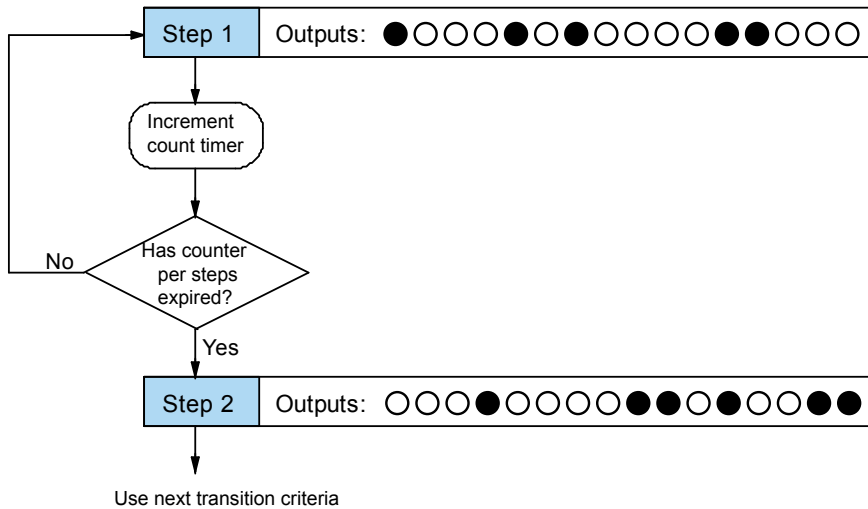 Step 1 Outputs:
Increment
count timer
Has counter
per steps
expired?
No
Yes
Step 2 Outputs:
Use next transition criteria